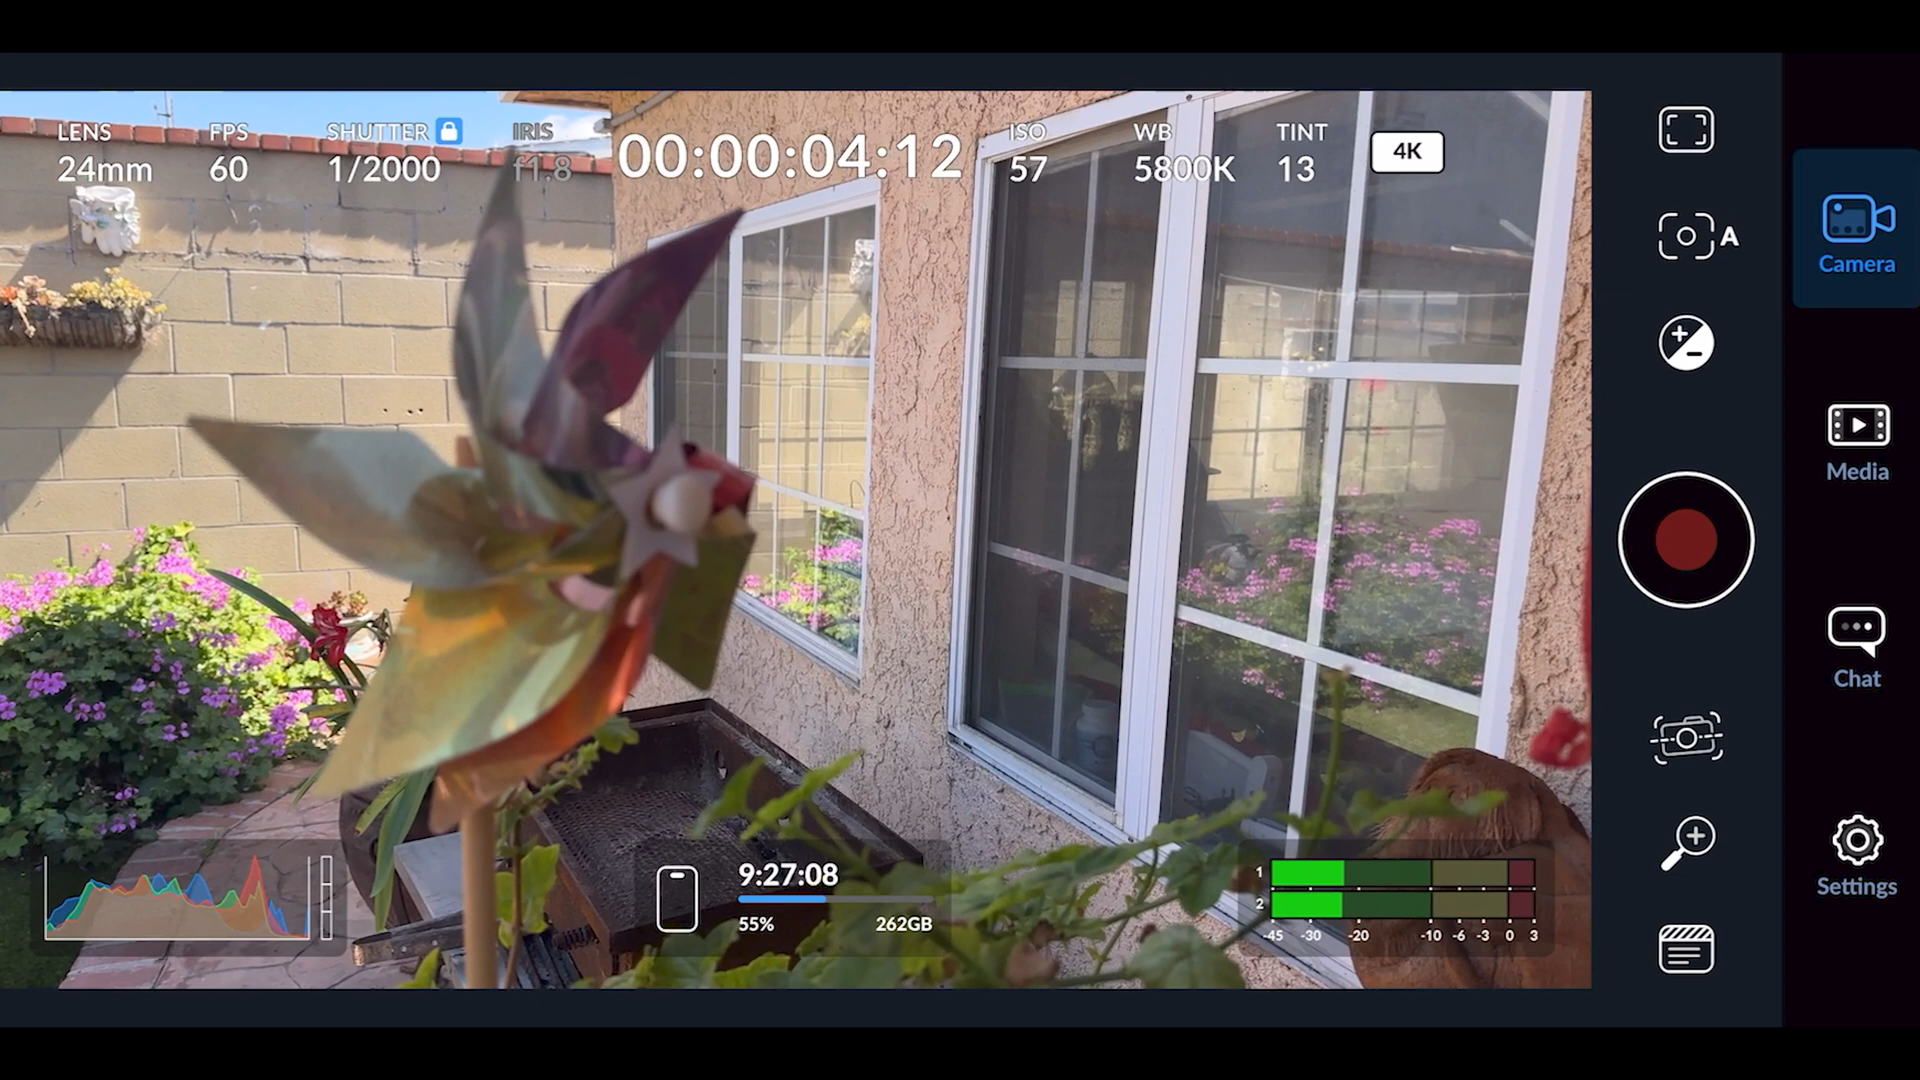 LENS FPS SHUTTER IRIS ISO WB TINT
24mm 60 1/2000 f1.8 00:00:04:12 57 5800K 13 4K
A
Camera
Media
Chat
Settings
9:27:08
55% 262GB
1
2
-45 -30 -20 -10 -6 -3 0 3